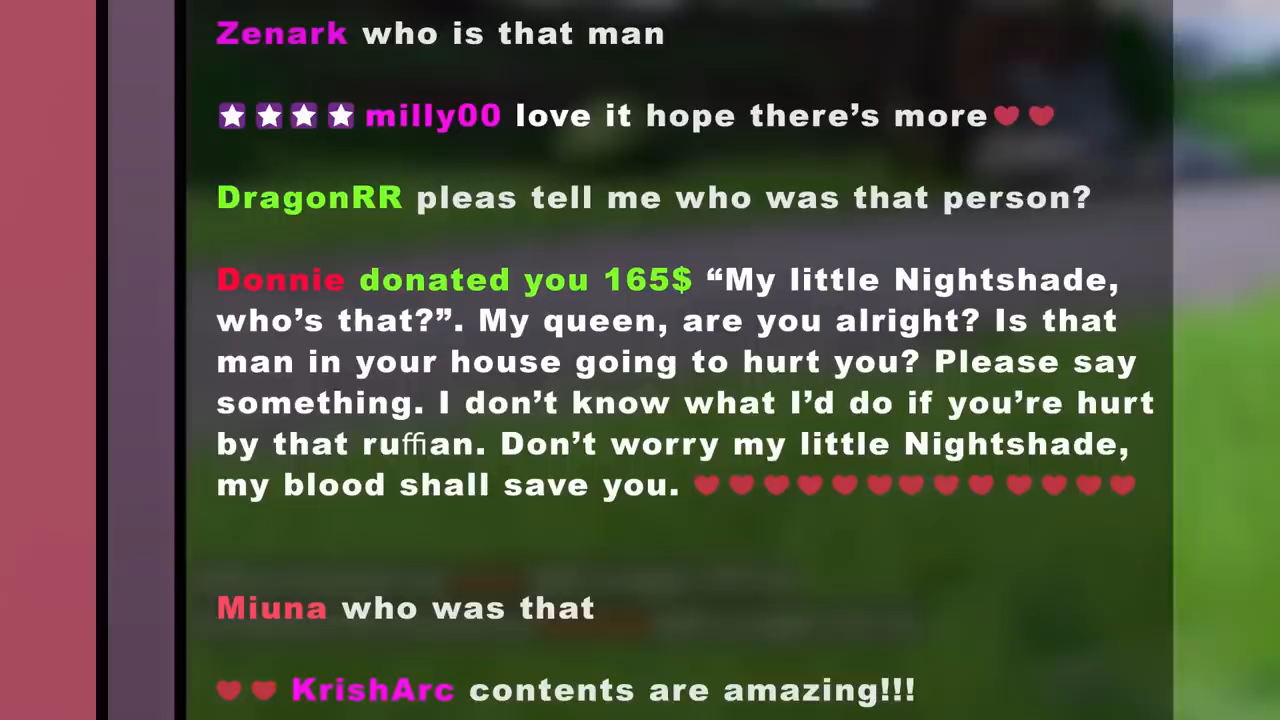 Zenark who is that man
milly00 love it hope there's more
DragonRR pleas tell me who was that person?
Donnie donated you 165$ “My little Nightshade,
who’s that?”. My queen, are you alright? Is that
man in your house going to hurt you? Please say
something. I don’t know what I’d do if you’re hurt
by that ruffian. Don’t worry my little Nightshade,
my blood shall save you.
Miuna who was that
KrishArc contents are amazing!!!